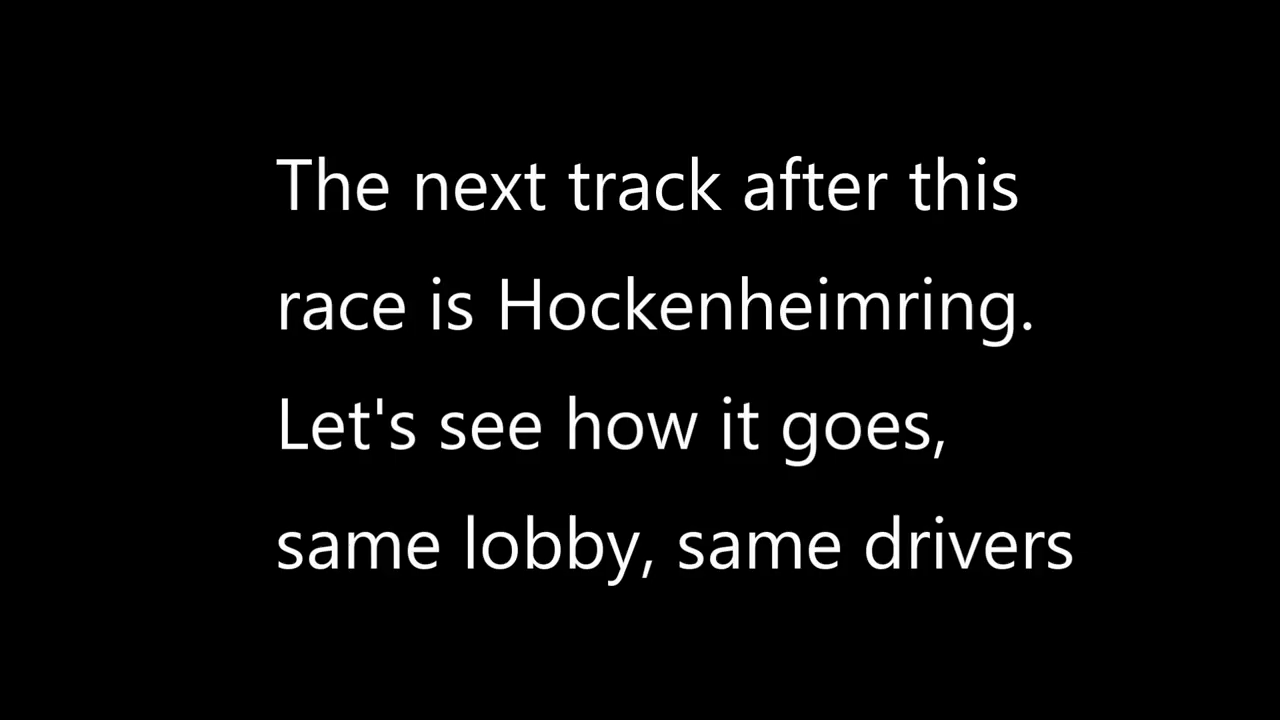 The next track after this
race is Hockenheimring.
Let's see how it goes,
same lobby, same drivers